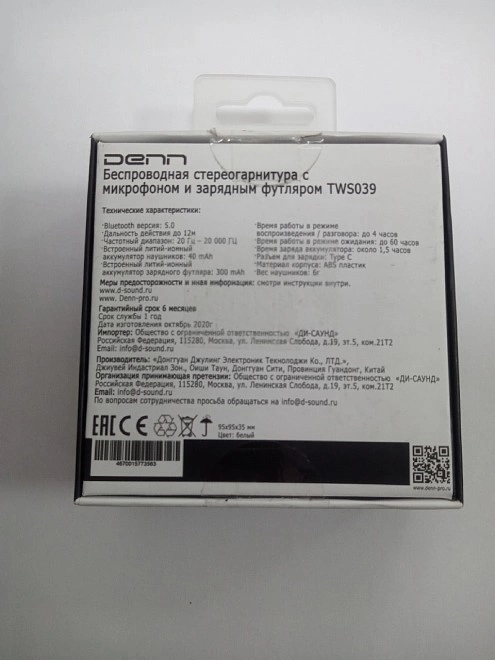 DENN
Беспроводная стереогарнитура с
микрофоном и зарядным футляром TWS039
Технические характеристики:
·Bluetooth версия: 5.0
·Дальность действия до 12м
·Частотный диапазон: 20 Гц – 20 000 ГЦ
·Встроенный литий-ионный
аккумулятор наушников: 40 mAh
·Встроенный литий-ионный
аккумулятор зарядного футляра: 300 mAh
·Время работы в режиме
воспроизведения / разговора: до 4 часов
·Время работы в режиме ожидания: до 60 часов
·Время заряда аккумулятора: около 1,5 часов
·Разъем для зарядки: Type C
·Материал корпуса: ABS пластик
·Вес наушников: 6г
Меры предосторожности и иная информация: смотри инструкции внутри.
www.d-sound.ru
www. Denn-pro.ru
Гарантийный срок 6 месяцев
Срок службы 1 год
Дата изготовления октябрь 2020г
Импортер: Общество с ограниченной ответственностью «ДИ-САУНД»
Российская Федерация, 115280, Москва, ул. Ленинская Слобода, д.19, эт.5, ком.21Т2
Email: info@d-sound.ru
Производитель: «Донггуан Джулинг Электроник Текнолоджи Ко., ЛТД.»,
Джиувей Индастриал Зон., Оиши Таун, Донггуан Сити, Провинция Гуандонг, Китай
Организация принимающая претензии: Общество с ограниченной ответственностью «ДИ-САУНД»
Российская Федерация, 115280, Москва, ул. Ленинская Слобода, д.19, эт.5, ком.21Т2
Email: info@d-sound.ru
По вопросам сотрудничества просьба обращаться на info@d-sound.ru
EAC CE
95x95x35 мм
Цвет: белый
4670015773563
www.denn-pro.ru